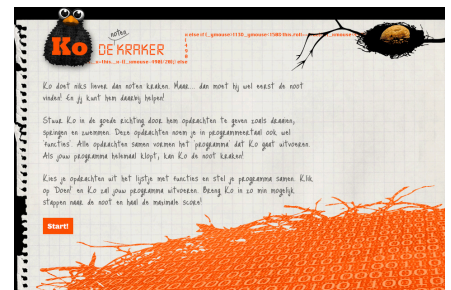 Ko
noten
DE KRAKER
Ko doet niks liever dan noten kraken. Maar... dan moet hij wel eerst de noot
vinden! En jij kunt hem daarbij helpen!
Stuur Ko in de goede richting door hem opdrachten te geven zoals draaien,
springen en zwemmen. Deze opdrachten noem je in programmeertaal ook wel
'functies'. Alle opdrachten samen vormen het 'programma' dat Ko gaat uitvoeren.
Als jouw programma helemaal klopt, kan Ko de noot kraken!
Kies je opdrachten uit het lijstje met functies en stel je programma samen. Klik
op 'Doen!' en Ko zal jouw programma uitvoeren. Breng Ko in zo min mogelijk
stappen naar de noot en haal de maximale score!
Start!